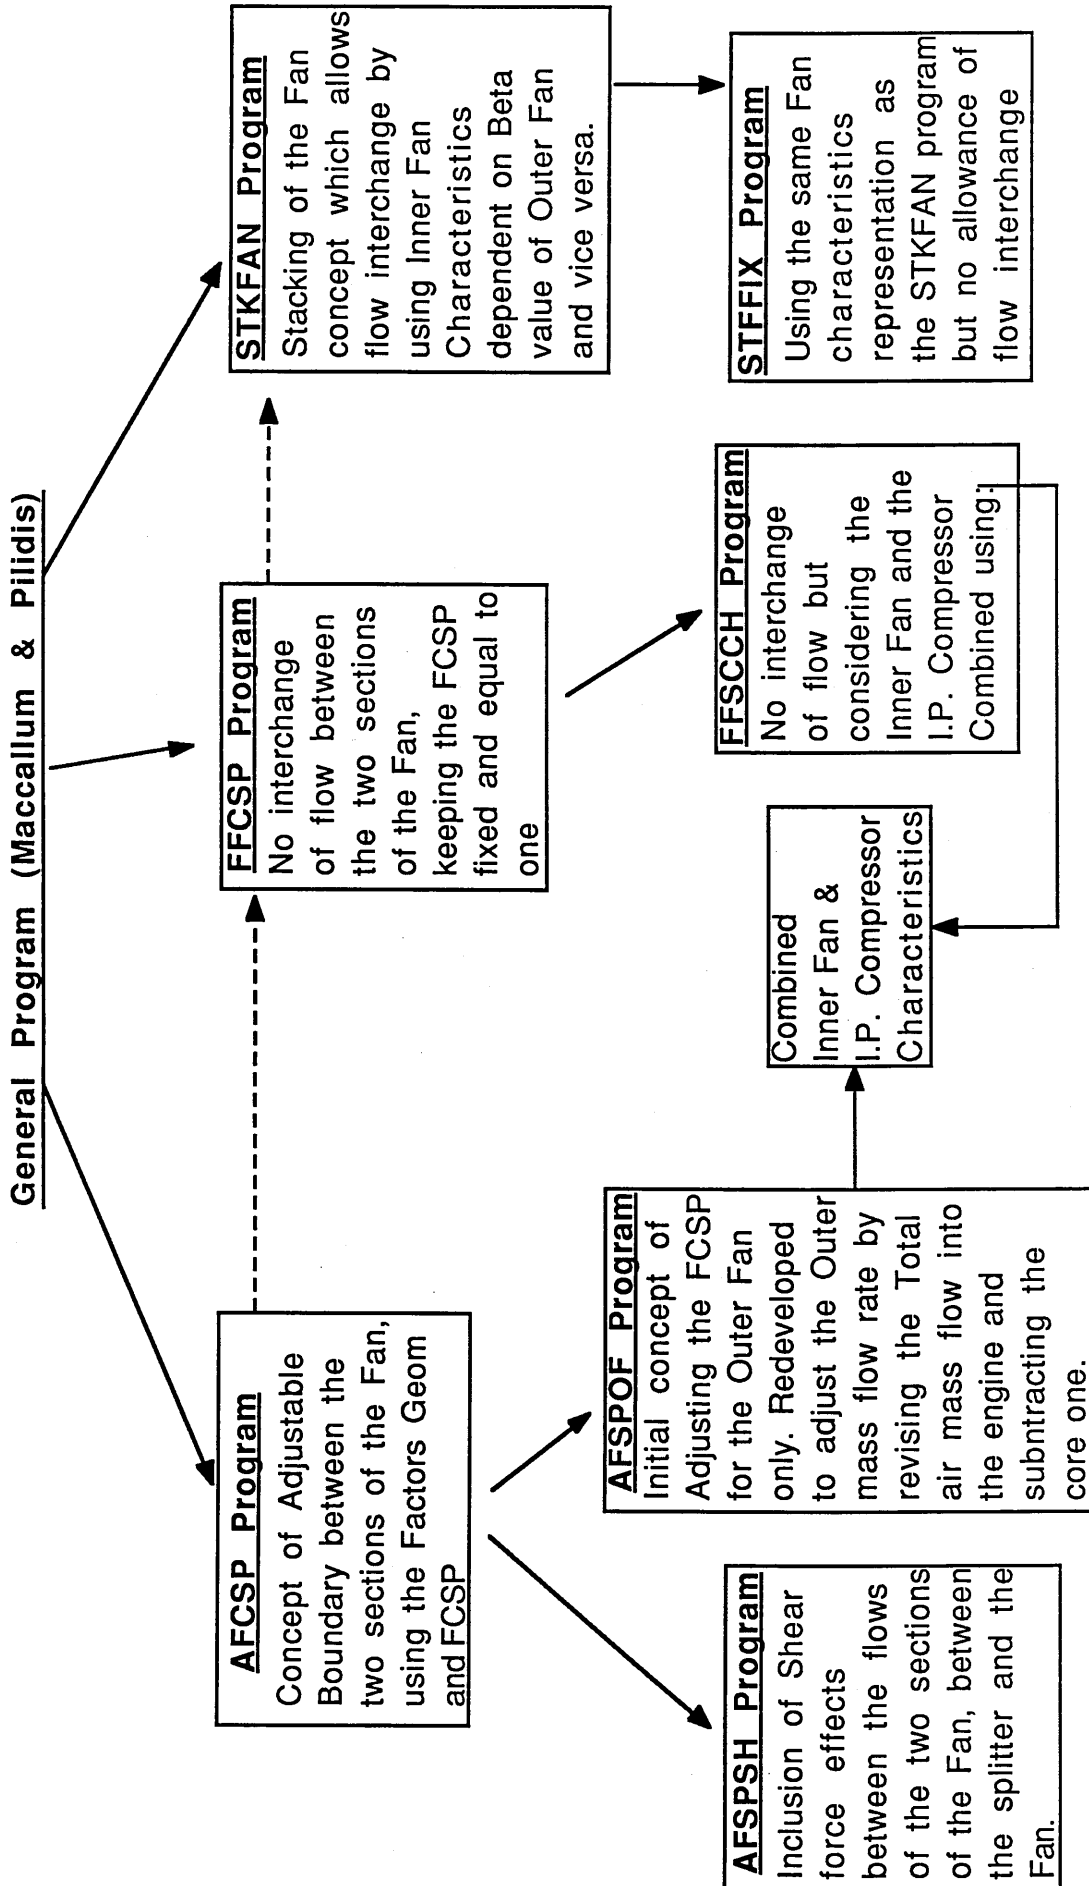 General Program (Maccallum & Pilidis)
AFCSP Program
Concept of Adjustable
Boundary between the
two sections of the Fan,
using the Factors Geom
and FCSP
FFCSP Program
No interchange
of flow between
the two sections
of the Fan,
keeping the FCSP
fixed and equal to
one
STKFAN Program
Stacking of the Fan
concept which allows
flow interchange by
using Inner Fan
Characteristics
dependent on Beta
value of Outer Fan
and vice versa.
AFSPSH Program
Inclusion of Shear
force effects
between the flows
of the two sections
of the Fan, between
the splitter and the
Fan.
AFSPOF Program
Initial concept of
Adjusting the FCSP
for the Outer Fan
only. Redeveloped
to adjust the Outer
mass flow rate by
revising the Total
air mass flow into
the engine and
subntracting the
core one.
Combined
Inner Fan &
I.P. Compressor
Characteristics
FFSCCH Program
No interchange
of flow but
considering the
Inner Fan and the
I.P. Compressor
Combined using:
STFFIX Program
Using the same Fan
characteristics
representation as
the STKFAN program
but no allowance of
flow interchange